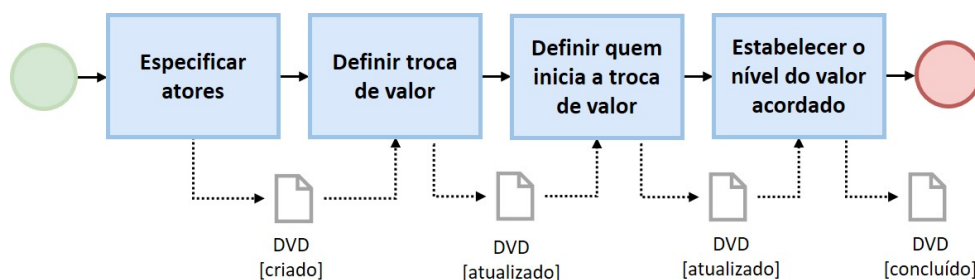 Especificar
atores
Definir troca
de valor
Definir quem
inicia a troca
de valor
Estabelecer o
nível do valor
acordado
DVD
[criado]
DVD
[atualizado]
DVD
[atualizado]
DVD
[concluído]